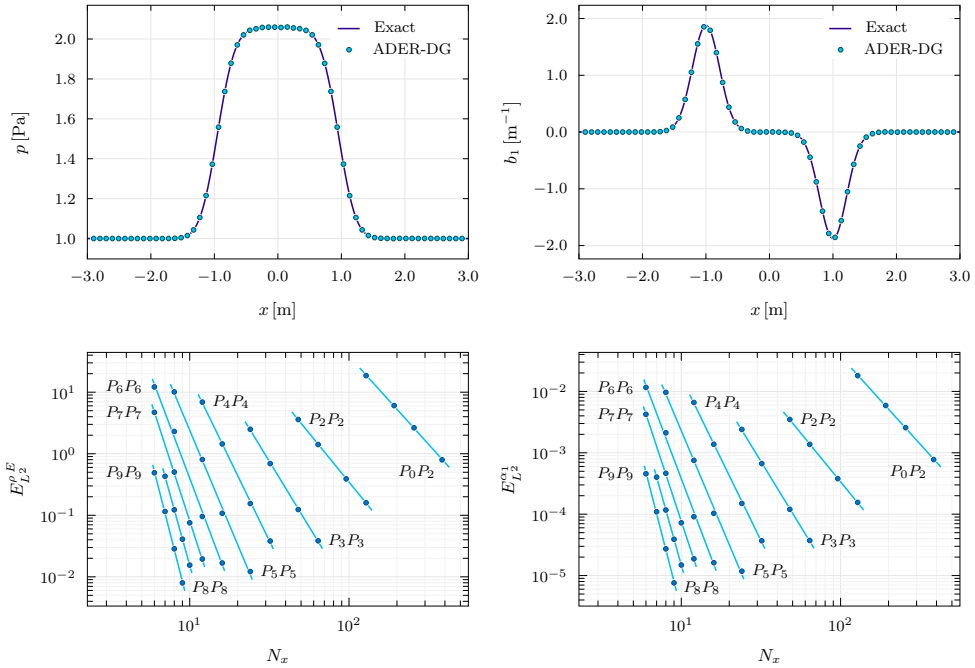 Exact
ADER-DG
2.0
1.8
1.6
1.4
1.2
1.0
p [Pa]
−3.0 −2.0 −1.0 0.0 1.0 2.0 3.0
x [m]
Exact
ADER-DG
2.0
1.0
0.0
−1.0
−2.0
b₁ [m⁻¹]
−3.0 −2.0 −1.0 0.0 1.0 2.0 3.0
x [m]
10¹
10⁰
10⁻¹
10⁻²
E_{L²}^{ρE}
P₆P₆
P₇P₇
P₉P₉
P₄P₄
P₂P₂
P₀P₂
P₃P₃
P₅P₅
P₈P₈
10¹ 10²
Nₓ
10⁻²
10⁻³
10⁻⁴
10⁻⁵
E_{L²}^{α₁}
P₆P₆
P₇P₇
P₉P₉
P₄P₄
P₂P₂
P₀P₂
P₃P₃
P₅P₅
P₈P₈
10¹ 10²
Nₓ